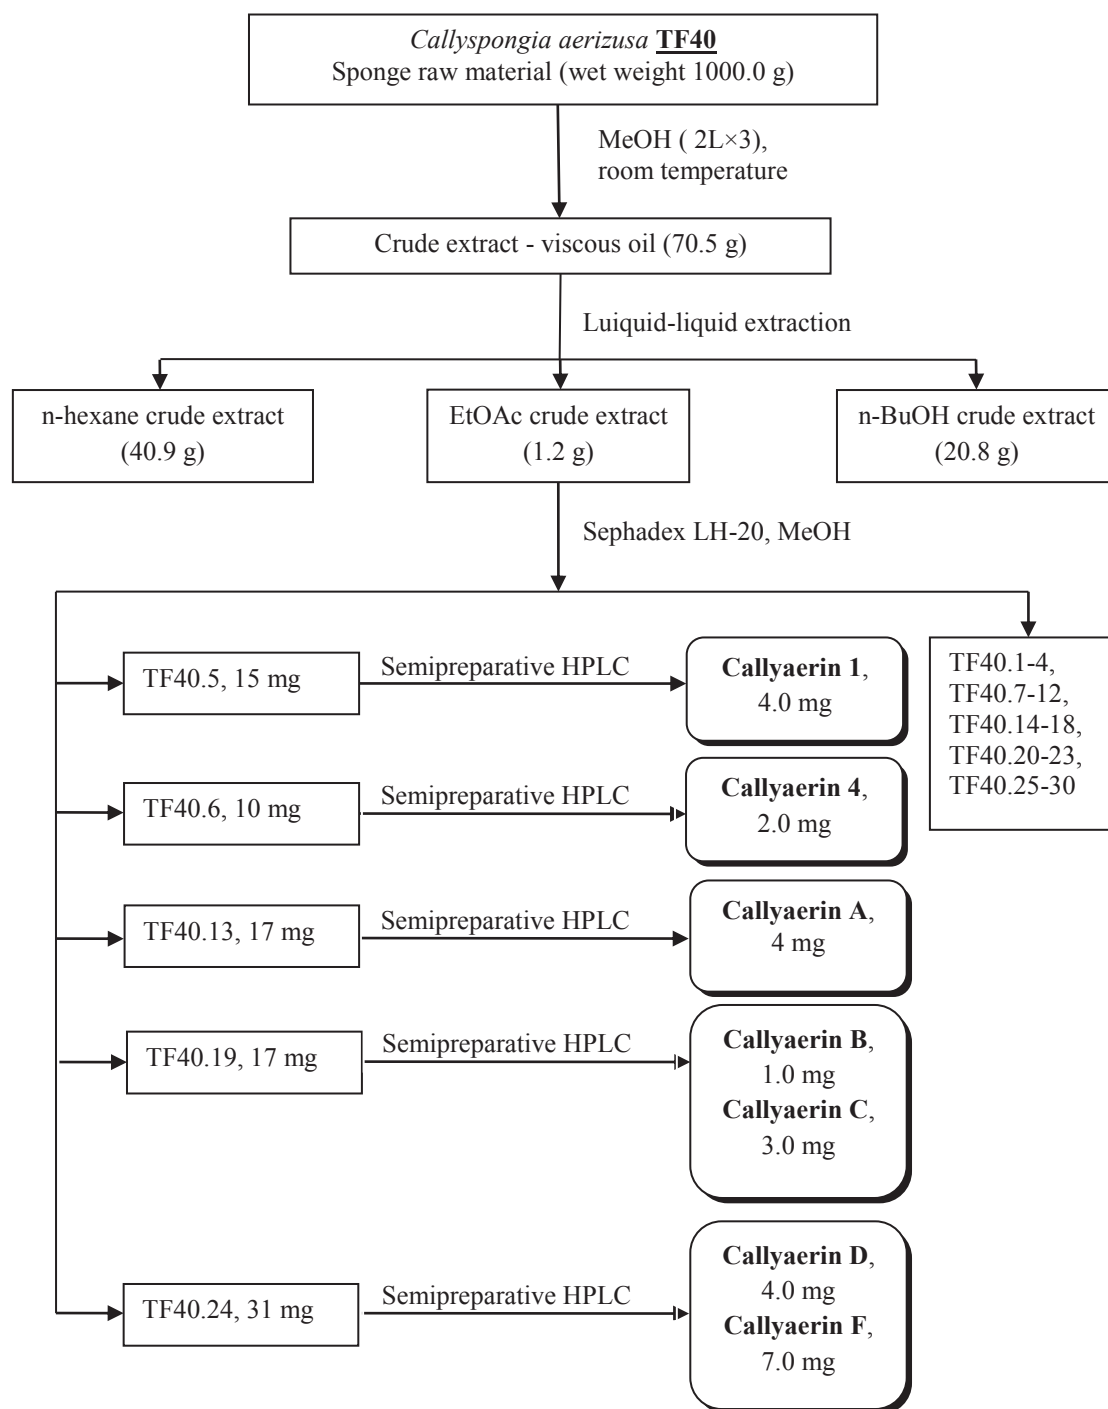 Callyspongia aerizusa TF40
Sponge raw material (wet weight 1000.0 g)
MeOH ( 2L×3),
room temperature
Crude extract - viscous oil (70.5 g)
Luiquid-liquid extraction
n-hexane crude extract
(40.9 g)
EtOAc crude extract
(1.2 g)
n-BuOH crude extract
(20.8 g)
Sephadex LH-20, MeOH
TF40.5, 15 mg
Semipreparative HPLC
Callyaerin 1,
4.0 mg
TF40.1-4,
TF40.7-12,
TF40.14-18,
TF40.20-23,
TF40.25-30
TF40.6, 10 mg
Semipreparative HPLC
Callyaerin 4,
2.0 mg
TF40.13, 17 mg
Semipreparative HPLC
Callyaerin A,
4 mg
TF40.19, 17 mg
Semipreparative HPLC
Callyaerin B,
1.0 mg
Callyaerin C,
3.0 mg
TF40.24, 31 mg
Semipreparative HPLC
Callyaerin D,
4.0 mg
Callyaerin F,
7.0 mg